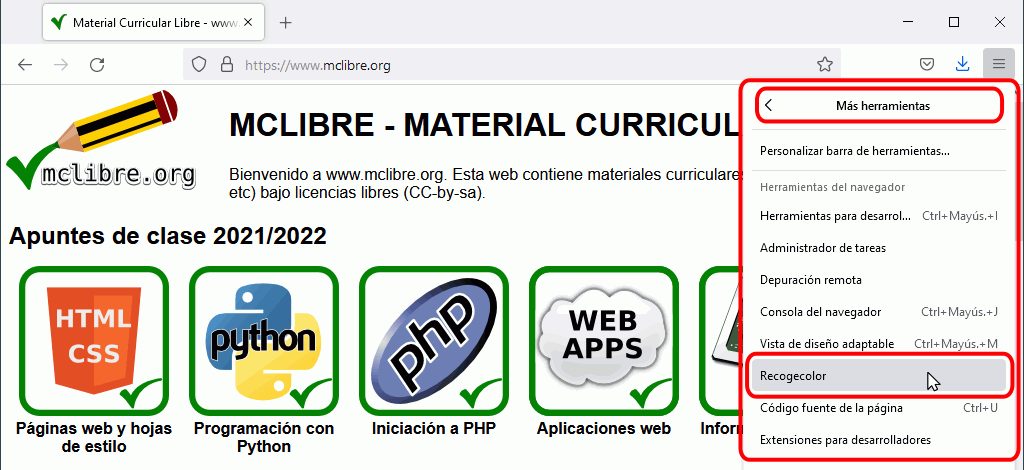 Material Curricular Libre - www.
https://www.mclibre.org
Más herramientas
Personalizar barra de herramientas...
Herramientas del navegador
Herramientas para desarrol... Ctrl+Mayús.+I
Administrador de tareas
Depuración remota
Consola del navegador Ctrl+Mayús.+J
Vista de diseño adaptable Ctrl+Mayús.+M
Recogecolor
Código fuente de la página Ctrl+U
Extensiones para desarrolladores
mclibre.org
MCLIBRE - MATERIAL CURRICUL
Bienvenido a www.mclibre.org. Esta web contiene materiales curriculares
etc) bajo licencias libres (CC-by-sa).
Apuntes de clase 2021/2022
HTML
CSS
Páginas web y hojas
de estilo
python
Programación con
Python
php
Iniciación a PHP
WEB
APPS
Aplicaciones web
Inform